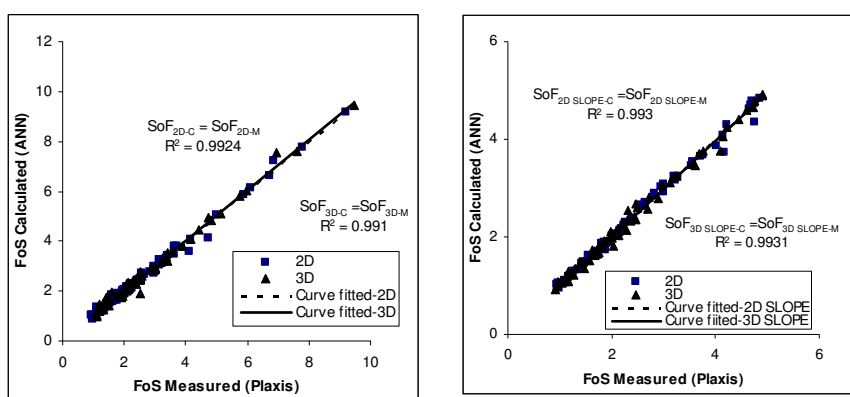 12
10
8
6
4
2
0
FoS Calculated (ANN)
SoF2D-C = SoF2D-M
R2 = 0.9924
SoF3D-C =SoF3D-M
R2 = 0.991
2D
3D
Curve fitted-2D
Curve fitted-3D
0 2 4 6 8 10
FoS Measured (Plaxis)
6
4
2
0
FoS Calculated (ANN)
SoF2D SLOPE-C =SoF2D SLOPE-M
R2 = 0.993
SoF3D SLOPE-C =SoF3D SLOPE-M
R2 = 0.9931
2D
3D
Curve fiitted-2D SLOPE
Curve fiitted-3D SLOPE
0 2 4 6
FoS Measured (Plaxis)